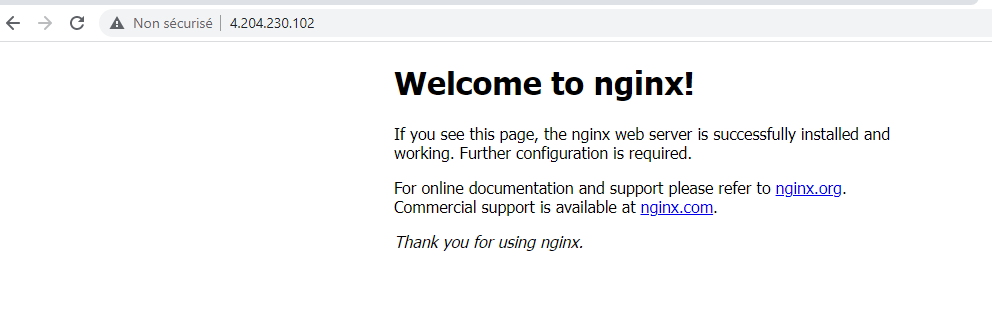 Non sécurisé | 4.204.230.102
Welcome to nginx!
If you see this page, the nginx web server is successfully installed and
working. Further configuration is required.
For online documentation and support please refer to nginx.org.
Commercial support is available at nginx.com.
Thank you for using nginx.